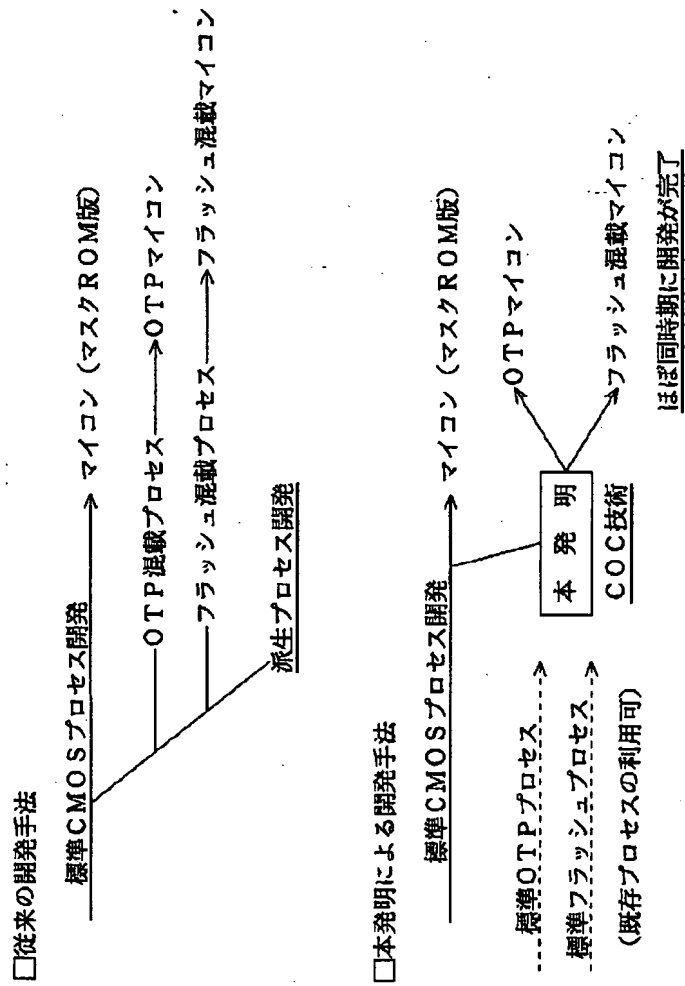 □従来の開発手法
標準CMOSプロセス開発
マイコン（マスクROM版）
OTP混載プロセス
OTPマイコン
フラッシュ混載プロセス
フラッシュ混載マイコン
派生プロセス開発
□本発明による開発手法
標準CMOSプロセス開発
マイコン（マスクROM版）
標準OTPプロセス
標準フラッシュプロセス
（既存プロセスの利用可）
本発明
COC技術
OTPマイコン
フラッシュ混載マイコン
ほぼ同時期に開発が完了